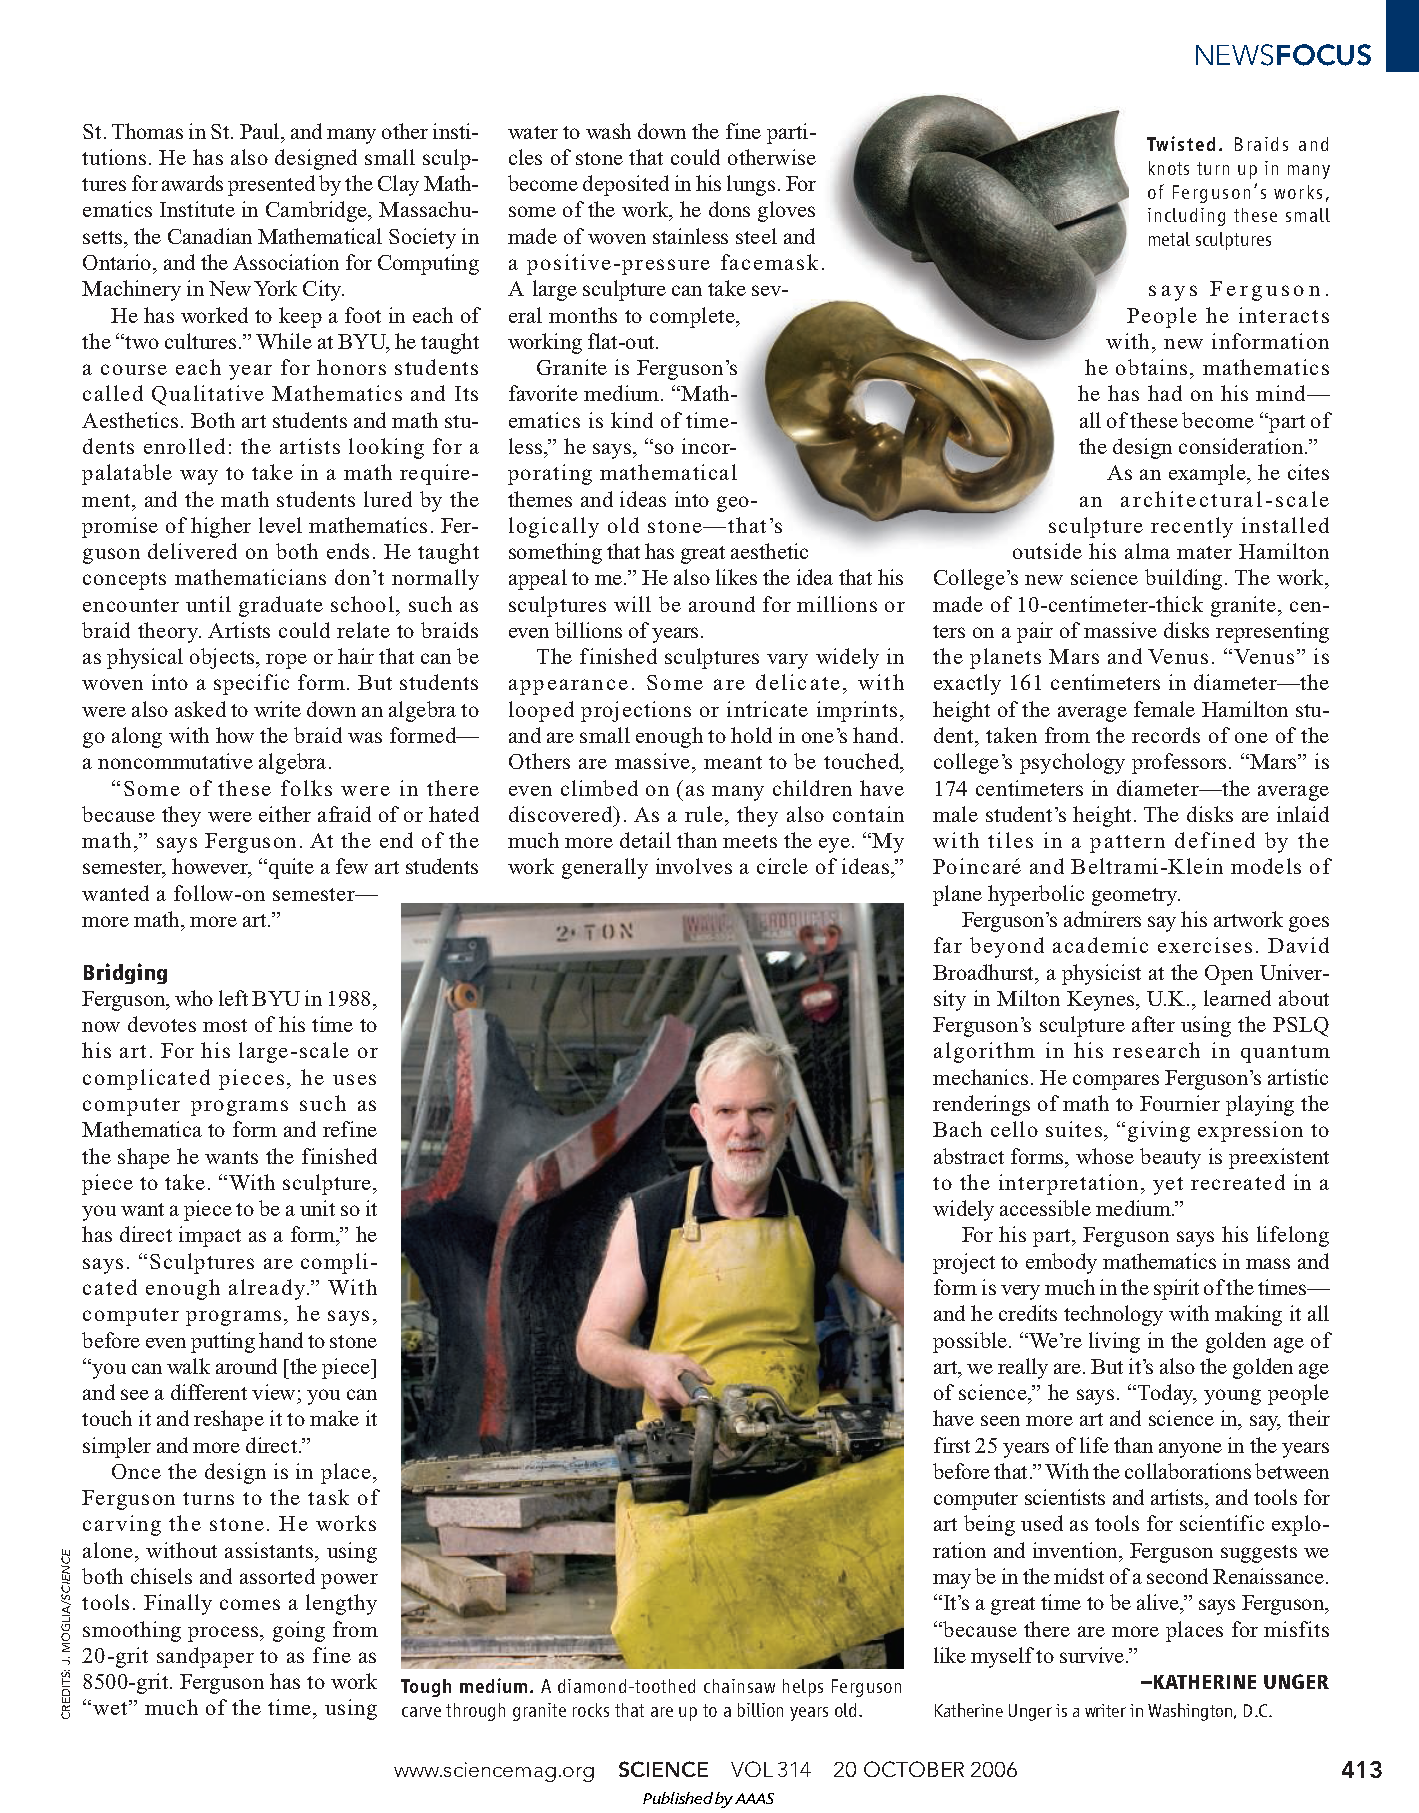 NEWSFOCUS
St. Thomas in St. Paul, and many other insti-
tutions. He has also designed small sculp-
tures for awards presented by the Clay Math-
ematics Institute in Cambridge, Massachu-
setts, the Canadian Mathematical Society in
Ontario, and the Association for Computing
Machinery in New York City.
He has worked to keep a foot in each of
the “two cultures.” While at BYU, he taught
a course each year for honors students
called Qualitative Mathematics and Its
Aesthetics. Both art students and math stu-
dents enrolled: the artists looking for a
palatable way to take in a math require-
ment, and the math students lured by the
promise of higher level mathematics. Fer-
guson delivered on both ends. He taught
concepts mathematicians don’t normally
encounter until graduate school, such as
braid theory. Artists could relate to braids
as physical objects, rope or hair that can be
woven into a specific form. But students
were also asked to write down an algebra to
go along with how the braid was formed—
a noncommutative algebra.
“Some of these folks were in there
because they were either afraid of or hated
math,” says Ferguson. At the end of the
semester, however, “quite a few art students
wanted a follow-on semester—
more math, more art.”
Bridging
Ferguson, who left BYU in 1988,
now devotes most of his time to
his art. For his large-scale or
complicated pieces, he uses
computer programs such as
Mathematica to form and refine
the shape he wants the finished
piece to take. “With sculpture,
you want a piece to be a unit so it
has direct impact as a form,” he
says. “Sculptures are compli-
cated enough already.” With
computer programs, he says,
before even putting hand to stone
“you can walk around [the piece]
and see a different view; you can
touch it and reshape it to make it
simpler and more direct.”
Once the design is in place,
Ferguson turns to the task of
carving the stone. He works
alone, without assistants, using
both chisels and assorted power
tools. Finally comes a lengthy
smoothing process, going from
20-grit sandpaper to as fine as
8500-grit. Ferguson has to work
“wet” much of the time, using
water to wash down the fine parti-
cles of stone that could otherwise
become deposited in his lungs. For
some of the work, he dons gloves
made of woven stainless steel and
a positive-pressure facemask.
A large sculpture can take sev-
eral months to complete,
working flat-out.
Granite is Ferguson’s
favorite medium. “Math-
ematics is kind of time-
less,” he says, “so incor-
porating mathematical
themes and ideas into geo-
logically old stone—that’s
something that has great aesthetic
appeal to me.” He also likes the idea that his
sculptures will be around for millions or
even billions of years.
The finished sculptures vary widely in
appearance. Some are delicate, with
looped projections or intricate imprints,
and are small enough to hold in one’s hand.
Others are massive, meant to be touched,
even climbed on (as many children have
discovered). As a rule, they also contain
much more detail than meets the eye. “My
work generally involves a circle of ideas,”
2-TON
Tough medium. A diamond-toothed chainsaw helps Ferguson
carve through granite rocks that are up to a billion years old.
Twisted. Braids and
knots turn up in many
of Ferguson’s works,
including these small
metal sculptures
says Ferguson.
People he interacts
with, new information
he obtains, mathematics
he has had on his mind—
all of these become “part of
the design consideration.”
As an example, he cites
an architectural-scale
sculpture recently installed
outside his alma mater Hamilton
College’s new science building. The work,
made of 10-centimeter-thick granite, cen-
ters on a pair of massive disks representing
the planets Mars and Venus. “Venus” is
exactly 161 centimeters in diameter—the
height of the average female Hamilton stu-
dent, taken from the records of one of the
college’s psychology professors. “Mars” is
174 centimeters in diameter—the average
male student’s height. The disks are inlaid
with tiles in a pattern defined by the
Poincaré and Beltrami-Klein models of
plane hyperbolic geometry.
Ferguson’s admirers say his artwork goes
far beyond academic exercises. David
Broadhurst, a physicist at the Open Univer-
sity in Milton Keynes, U.K., learned about
Ferguson’s sculpture after using the PSLQ
algorithm in his research in quantum
mechanics. He compares Ferguson’s artistic
renderings of math to Fournier playing the
Bach cello suites, “giving expression to
abstract forms, whose beauty is preexistent
to the interpretation, yet recreated in a
widely accessible medium.”
For his part, Ferguson says his lifelong
project to embody mathematics in mass and
form is very much in the spirit of the times—
and he credits technology with making it all
possible. “We’re living in the golden age of
art, we really are. But it’s also the golden age
of science,” he says. “Today, young people
have seen more art and science in, say, their
first 25 years of life than anyone in the years
before that.” With the collaborations between
computer scientists and artists, and tools for
art being used as tools for scientific explo-
ration and invention, Ferguson suggests we
may be in the midst of a second Renaissance.
“It’s a great time to be alive,” says Ferguson,
“because there are more places for misfits
like myself to survive.”
–KATHERINE UNGER
Katherine Unger is a writer in Washington, D.C.
CREDITS: J. MOGLIA/SCIENCE
www.sciencemag.org SCIENCE VOL 314 20 OCTOBER 2006 413
Published by AAAS